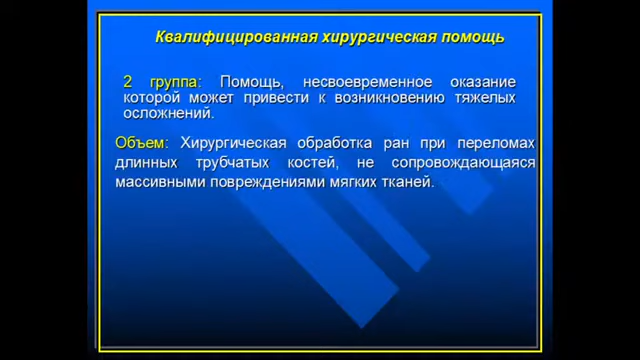 Квалифицированная хирургическая помощь
2 группа: Помощь, несвоевременное оказание
которой может привести к возникновению тяжелых
осложнений.
Объем: Хирургическая обработка ран при переломах
длинных трубчатых костей, не сопровождающаяся
массивными повреждениями мягких тканей.